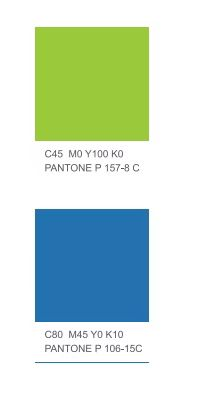 C45 M0 Y100 K0
PANTONE P 157-8 C
C80 M45 Y0 K10
PANTONE P 106-15C